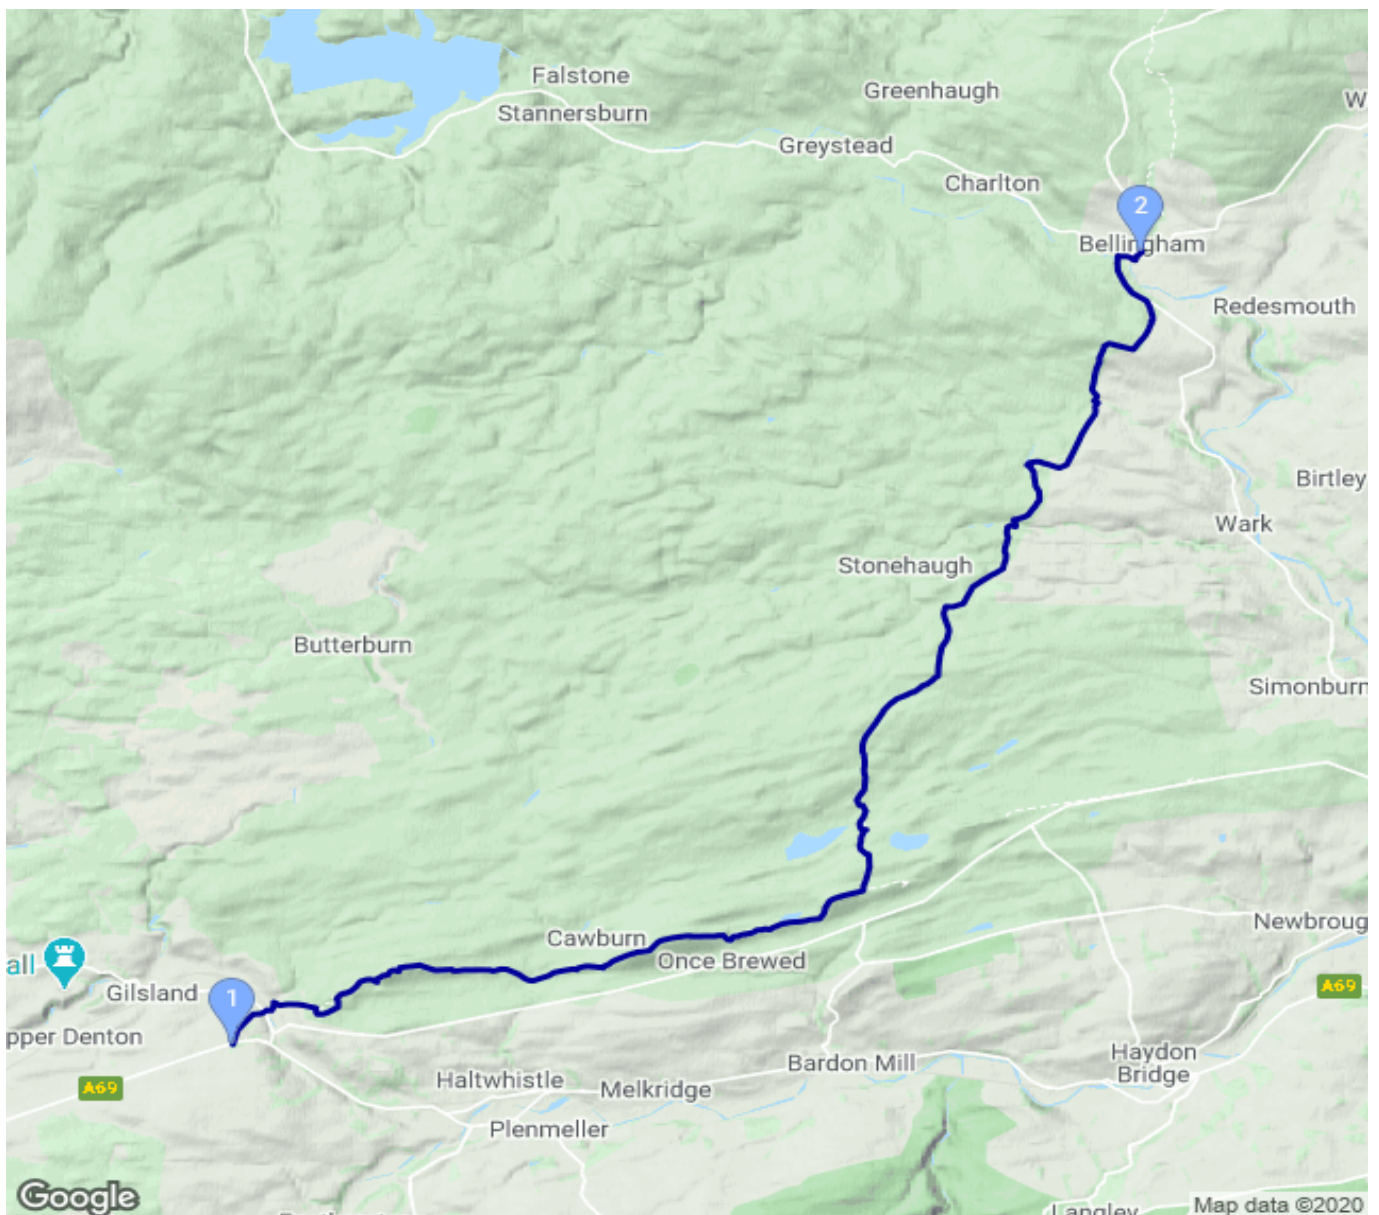 Falstone
Greenhaugh
W
Stannersburn
Greystead
Charlton
2
Bellingham
Redesmouth
Birtley
Wark
Stonehaugh
Butterburn
Simonburn
Newbroug
Cawburn
all
Once Brewed
A69
Gilsland
1
pper Denton
Haydon
Bridge
Bardon Mill
A69
Haltwhistle
Melkridge
Plenmeller
Google
Map data ©2020
Langley